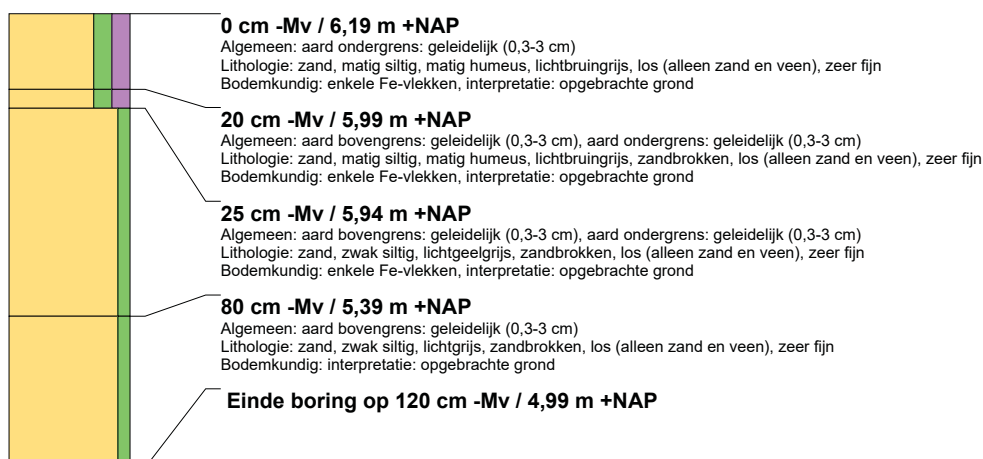 0 cm -Mv / 6,19 m +NAP
Algemeen: aard ondergrens: geleidelijk (0,3-3 cm)
Lithologie: zand, matig siltig, matig humeus, lichtbruingrijs, los (alleen zand en veen), zeer fijn
Bodemkundig: enkele Fe-vlekken, interpretatie: opgebrachte grond
20 cm -Mv / 5,99 m +NAP
Algemeen: aard bovengrens: geleidelijk (0,3-3 cm), aard ondergrens: geleidelijk (0,3-3 cm)
Lithologie: zand, matig siltig, matig humeus, lichtbruingrijs, zandbrokken, los (alleen zand en veen), zeer fijn
Bodemkundig: enkele Fe-vlekken, interpretatie: opgebrachte grond
25 cm -Mv / 5,94 m +NAP
Algemeen: aard bovengrens: geleidelijk (0,3-3 cm), aard ondergrens: geleidelijk (0,3-3 cm)
Lithologie: zand, zwak siltig, lichtgeelgrijs, zandbrokken, los (alleen zand en veen), zeer fijn
Bodemkundig: enkele Fe-vlekken, interpretatie: opgebrachte grond
80 cm -Mv / 5,39 m +NAP
Algemeen: aard bovengrens: geleidelijk (0,3-3 cm)
Lithologie: zand, zwak siltig, lichtgrijs, zandbrokken, los (alleen zand en veen), zeer fijn
Bodemkundig: interpretatie: opgebrachte grond
Einde boring op 120 cm -Mv / 4,99 m +NAP